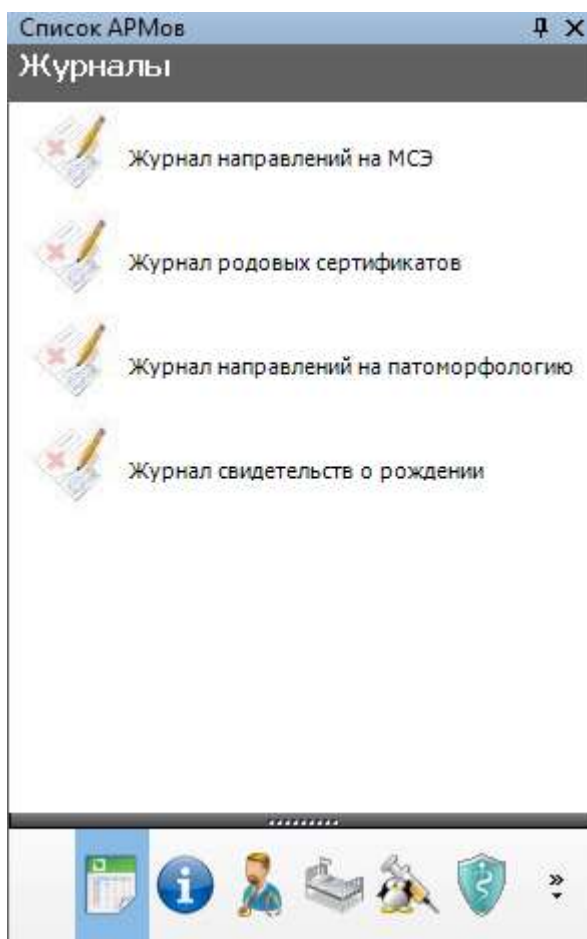 Список АРМов
Журналы
Журнал направлений на МСЭ
Журнал родовых сертификатов
Журнал направлений на патоморфологию
Журнал свидетельств о рождении